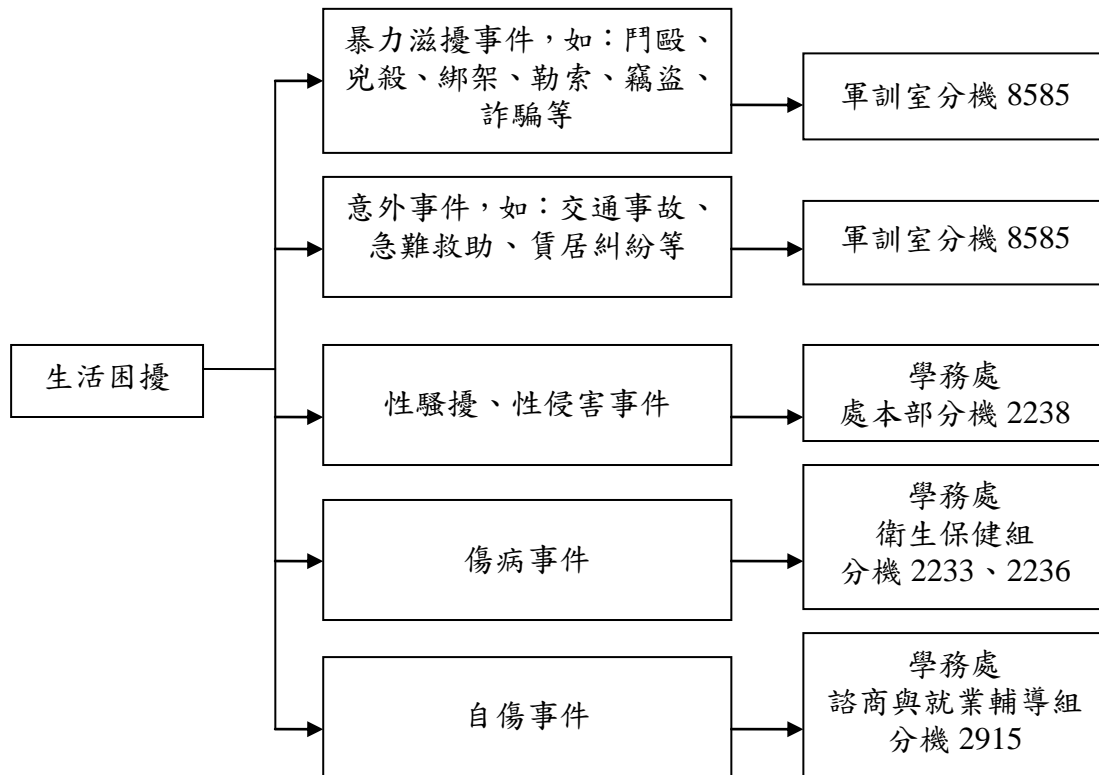 暴力滋擾事件，如：鬥毆、
兇殺、綁架、勒索、竊盜、
詐騙等
軍訓室分機 8585
意外事件，如：交通事故、
急難救助、賃居糾紛等
軍訓室分機 8585
生活困擾
性騷擾、性侵害事件
學務處
處本部分機 2238
傷病事件
學務處
衛生保健組
分機 2233、2236
自傷事件
學務處
諮商與就業輔導組
分機 2915